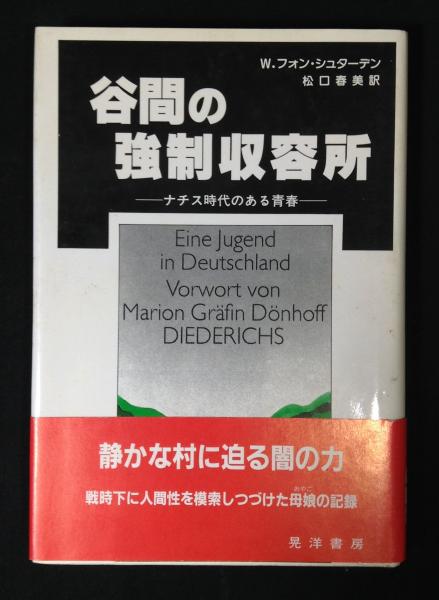 W.フォン・シュターデン
松口春美訳
谷間の
強制収容所
──ナチス時代のある青春──
Eine Jugend
in Deutschland
Vorwort von
Marion Gräfin Dönhoff
DIEDERICHS
静かな村に迫る闇の力
おやこ
戦時下に人間性を模索しつづけた母娘の記録
晃洋書房